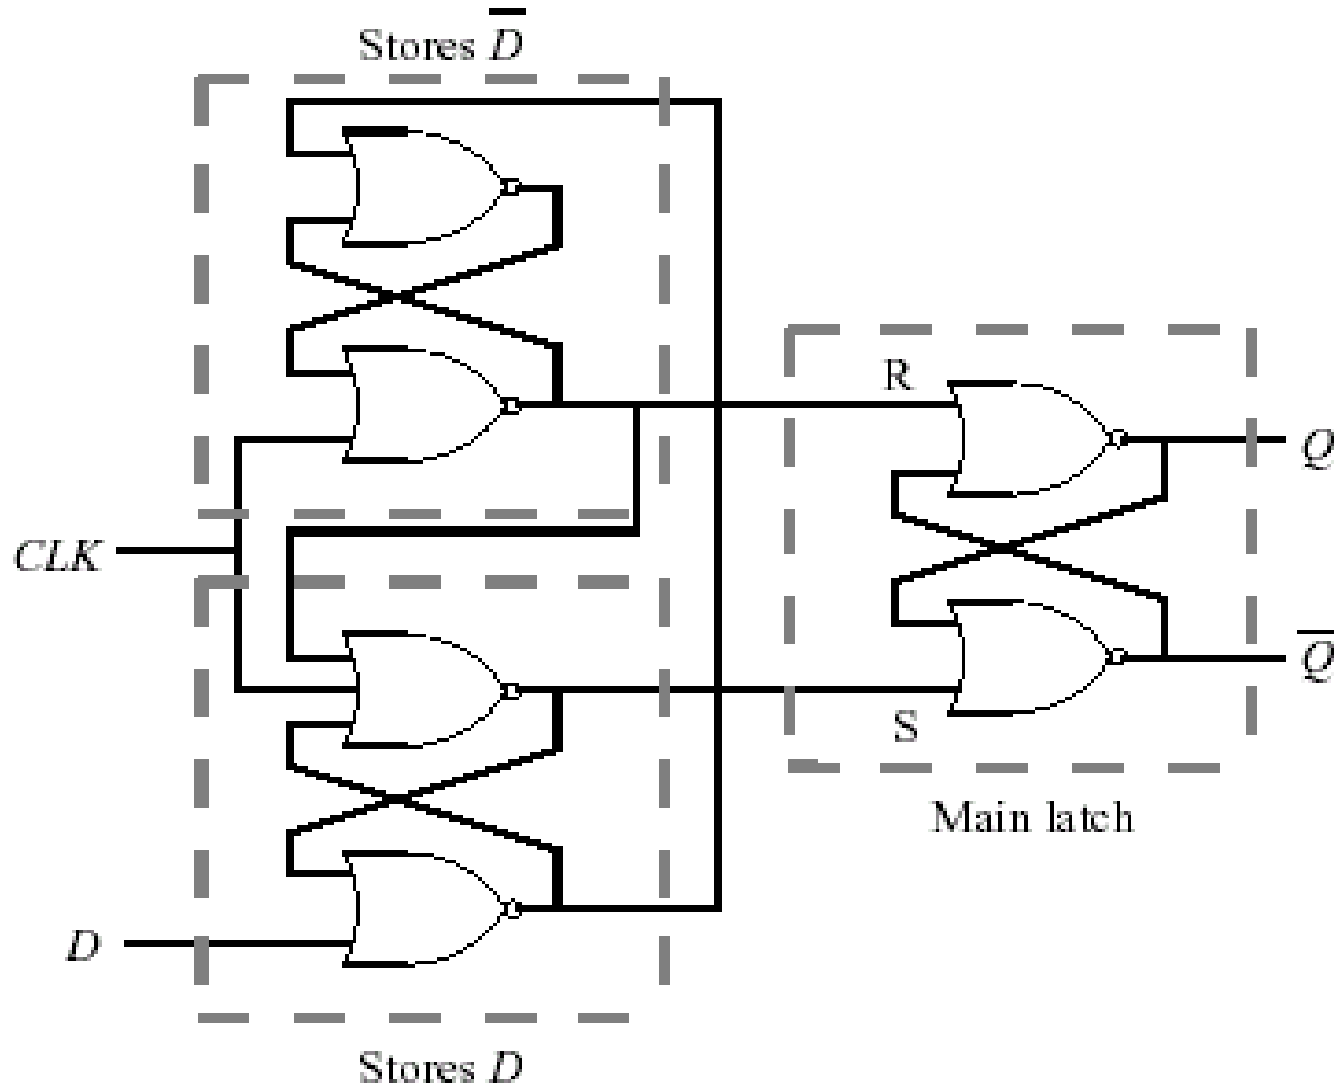 Stores D̅
R
Q
CLK
Q̅
S
Main latch
D
Stores D